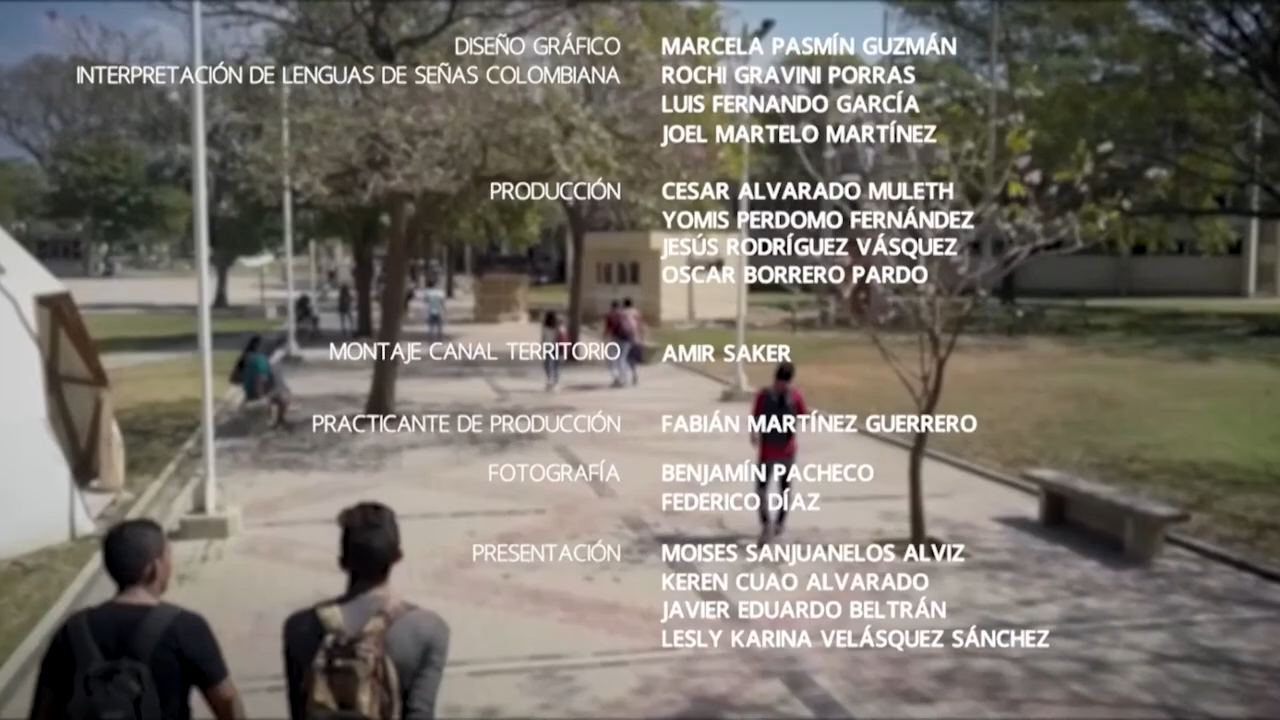 DISEÑO GRÁFICO MARCELA PASMÍN GUZMÁN
INTERPRETACIÓN DE LENGUAS DE SEÑAS COLOMBIANA ROCHI GRAVINI PORRAS
LUIS FERNANDO GARCÍA
JOEL MARTELO MARTÍNEZ
PRODUCCIÓN CESAR ALVARADO MULETH
YOMIS PERDOMO FERNÁNDEZ
JESÚS RODRÍGUEZ VÁSQUEZ
OSCAR BORRERO PARDO
MONTAJE CANAL TERRITORIO AMIR SAKER
PRACTICANTE DE PRODUCCIÓN FABIÁN MARTÍNEZ GUERRERO
FOTOGRAFÍA BENJAMÍN PACHECO
FEDERICO DÍAZ
PRESENTACIÓN MOISES SANJUANELOS ALVIZ
KEREN CUAO ALVARADO
JAVIER EDUARDO BELTRÁN
LESLY KARINA VELÁSQUEZ SÁNCHEZ